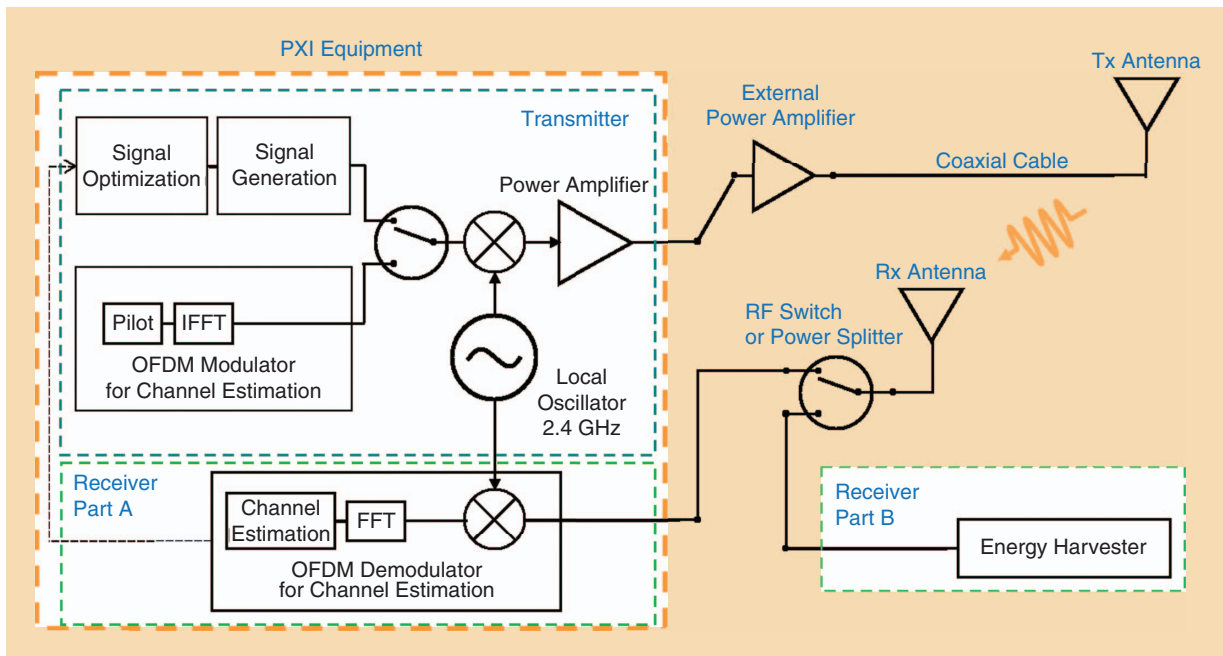 PXI Equipment
Transmitter
Signal
Optimization
Signal
Generation
Power Amplifier
External
Power Amplifier
Tx Antenna
Coaxial Cable
Pilot
IFFT
OFDM Modulator
for Channel Estimation
Local
Oscillator
2.4 GHz
Rx Antenna
RF Switch
or Power Splitter
Receiver
Part A
Channel
Estimation
FFT
OFDM Demodulator
for Channel Estimation
Receiver
Part B
Energy Harvester